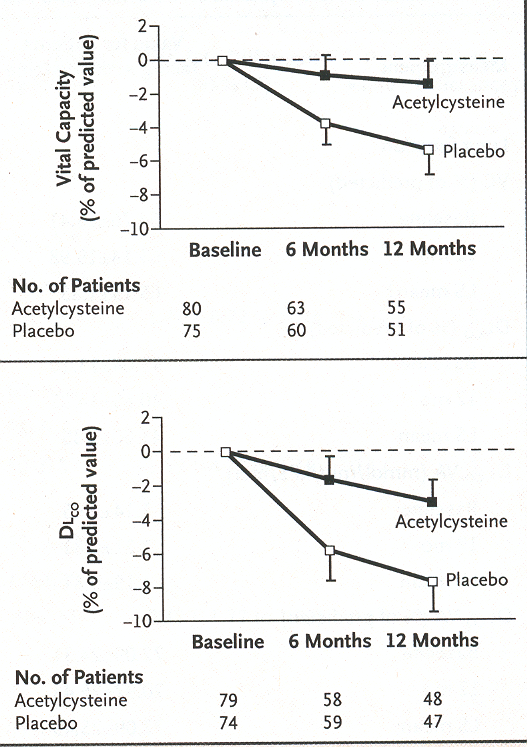 Vital Capacity
(% of predicted value)
2
0
−2
−4
−6
−8
−10
Acetylcysteine
Placebo
Baseline 6 Months 12 Months
No. of Patients
Acetylcysteine 80 63 55
Placebo 75 60 51
DLCO
(% of predicted value)
2
0
−2
−4
−6
−8
−10
Acetylcysteine
Placebo
Baseline 6 Months 12 Months
No. of Patients
Acetylcysteine 79 58 48
Placebo 74 59 47